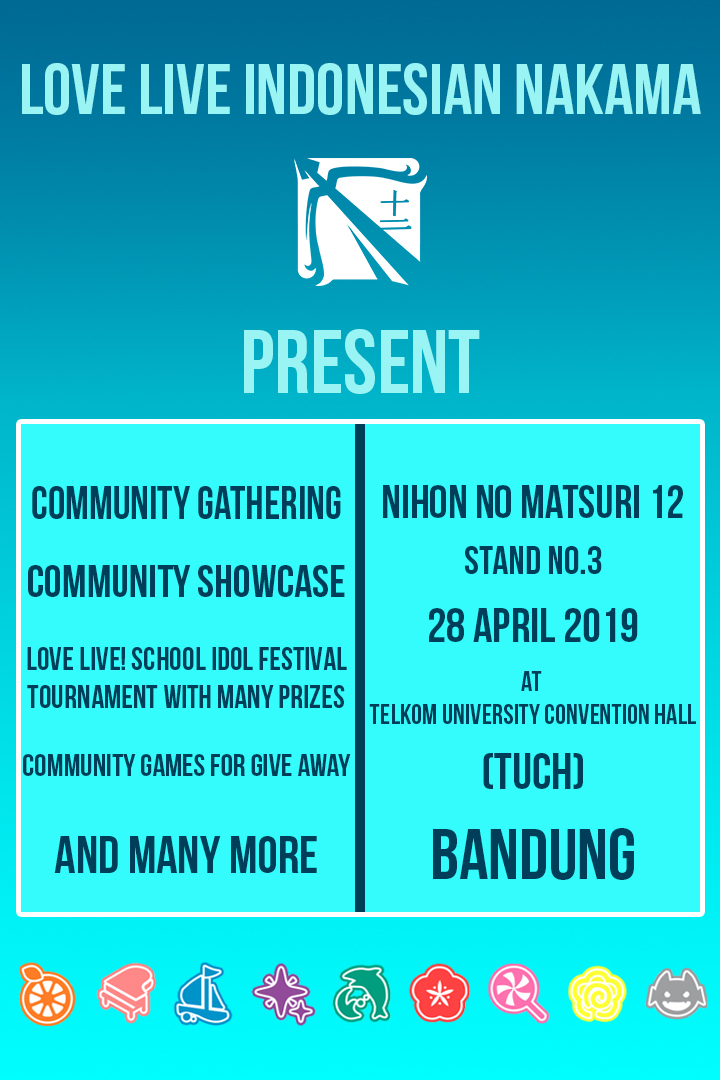 LOVE LIVE INDONESIAN NAKAMA
十二
PRESENT
COMMUNITY GATHERING
COMMUNITY SHOWCASE
LOVE LIVE! SCHOOL IDOL FESTIVAL
TOURNAMENT WITH MANY PRIZES
COMMUNITY GAMES FOR GIVE AWAY
AND MANY MORE
NIHON NO MATSURI 12
STAND NO.3
28 APRIL 2019
AT
TELKOM UNIVERSITY CONVENTION HALL
(TUCH)
BANDUNG